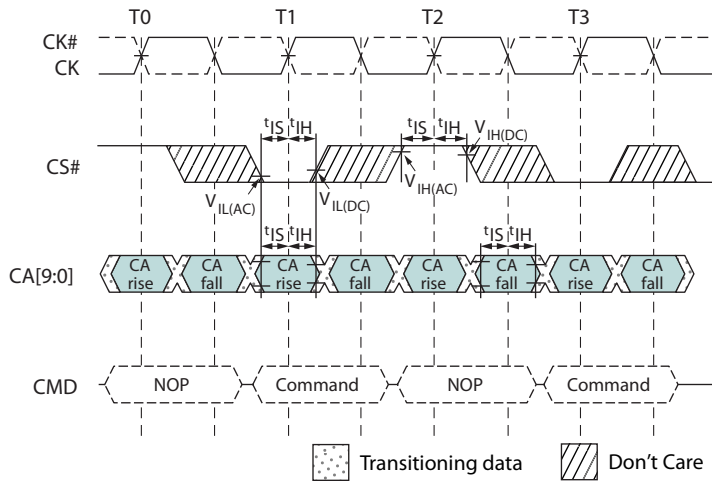 T0 T1 T2 T3
CK#
CK
tIS tIH tIS tIH
VIH(DC)
CS#
VIL(AC) VIL(DC) VIH(AC)
tIS tIH tIS tIH
CA[9:0]
CA rise CA fall CA rise CA fall CA rise CA fall CA rise CA fall
CMD NOP Command NOP Command
Transitioning data Don't Care